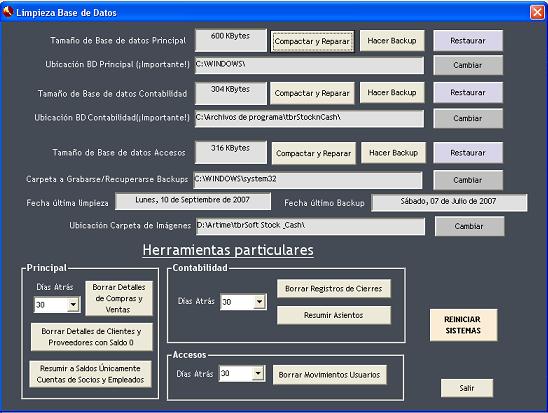 Limpieza Base de Datos
Tamaño de Base de datos Principal 600 KBytes Compactar y Reparar Hacer Backup Restaurar
Ubicación BD Principal (¡Importante!) C:\WINDOWS\ Cambiar
Tamaño de Base de datos Contabilidad 304 KBytes Compactar y Reparar Hacer Backup Restaurar
Ubicación BD Contabilidad(¡Importante!) C:\Archivos de programa\tbrStocknCash\ Cambiar
Tamaño de Base de datos Accesos 316 KBytes Compactar y Reparar Hacer Backup Restaurar
Carpeta a Grabarse/Recuperarse Backups C:\WINDOWS\system32 Cambiar
Fecha última limpieza Lunes, 10 de Septiembre de 2007 Fecha último Backup Sábado, 07 de Julio de 2007
Ubicación Carpeta de Imágenes D:\Artime\tbrSoft Stock _Cash\ Cambiar
Herramientas particulares
Principal
Días Atrás
30
Borrar Detalles
de Compras y
Ventas
Borrar Detalles de Clientes y
Proveedores con Saldo 0
Resumir a Saldos Únicamente
Cuentas de Socios y Empleados
Contabilidad
Días Atrás 30
Borrar Registros de Cierres
Resumir Asientos
Accesos
Días Atrás 30 Borrar Movimientos Usuarios
REINICIAR
SISTEMAS
Salir